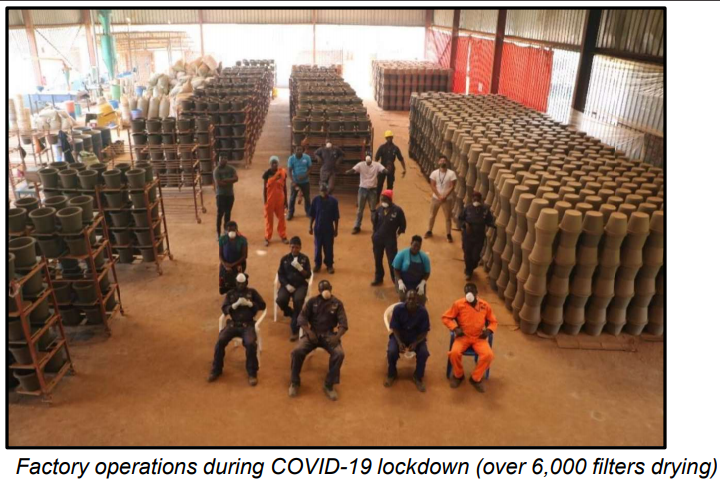 Factory operations during COVID-19 lockdown (over 6,000 filters drying)